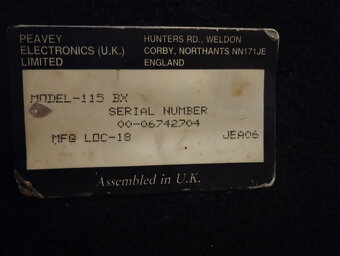 PEAVEY
ELECTRONICS (U.K.)
LIMITED
HUNTERS RD., WELDON
CORBY, NORTHANTS NN171JE
ENGLAND
MODEL-115 BX
SERIAL NUMBER
00-06742704
MFG LOC-18 JEA06
Assembled in U.K.